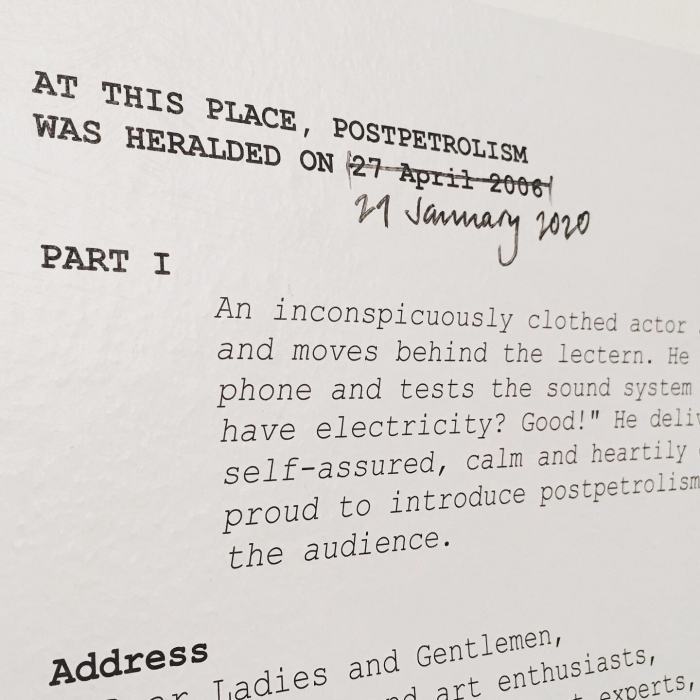 AT THIS PLACE, POSTPETROLISM
WAS HERALDED ON 27 April 2006
21 January 2020
PART I
An inconspicuously clothed actor
and moves behind the lectern. He
phone and tests the sound system
have electricity? Good!" He
self-assured, calm and heartily
proud to introduce postpetrolism
the audience.
Address
Ladies and Gentlemen,
art enthusiasts,
experts,